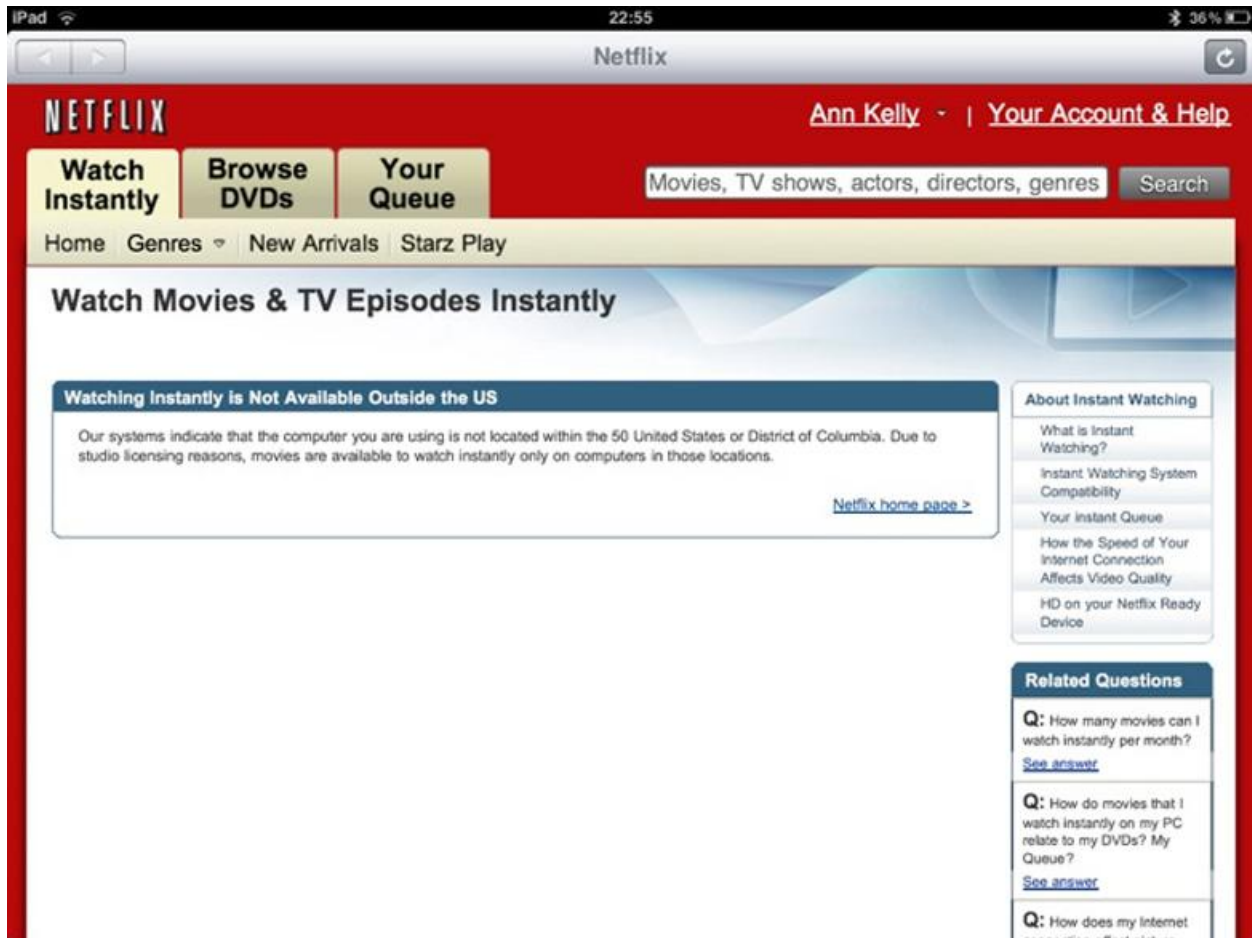 iPad 22:55 36%
Netflix
NETFLIX
Ann Kelly | Your Account & Help
Watch Instantly
Browse DVDs
Your Queue
Movies, TV shows, actors, directors, genres Search
Home Genres New Arrivals Starz Play
Watch Movies & TV Episodes Instantly
Watching Instantly is Not Available Outside the US
Our systems indicate that the computer you are using is not located within the 50 United States or District of Columbia. Due to
studio licensing reasons, movies are available to watch instantly only on computers in those locations.
Netflix home page >
About Instant Watching
What is Instant
Watching?
Instant Watching System
Compatibility
Your instant Queue
How the Speed of Your
Internet Connection
Affects Video Quality
HD on your Netflix Ready
Device
Related Questions
Q: How many movies can I
watch instantly per month?
See answer
Q: How do movies that I
watch instantly on my PC
relate to my DVDs? My
Queue?
See answer
Q: How does my Internet